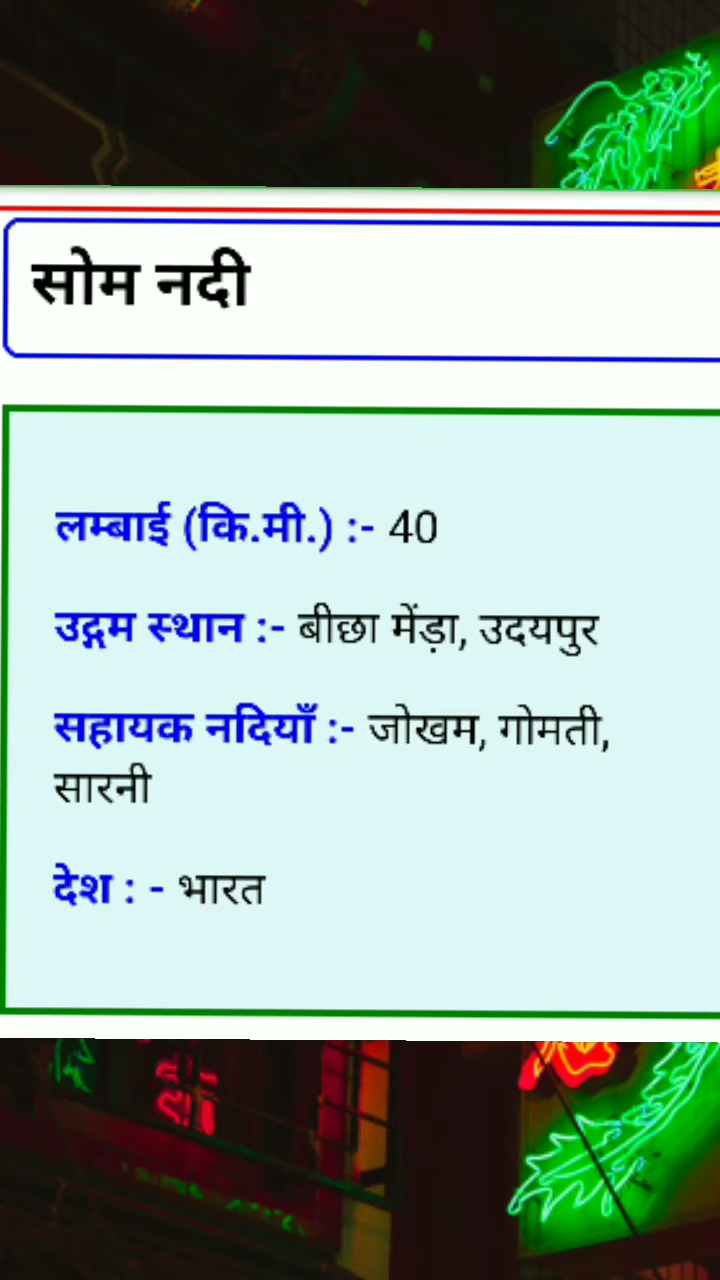 सोम नदी
लम्बाई (कि.मी.) :- 40
उद्गम स्थान :- बीछा मेंड़ा, उदयपुर
सहायक नदियाँ :- जोखम, गोमती,
सारनी
देश : - भारत